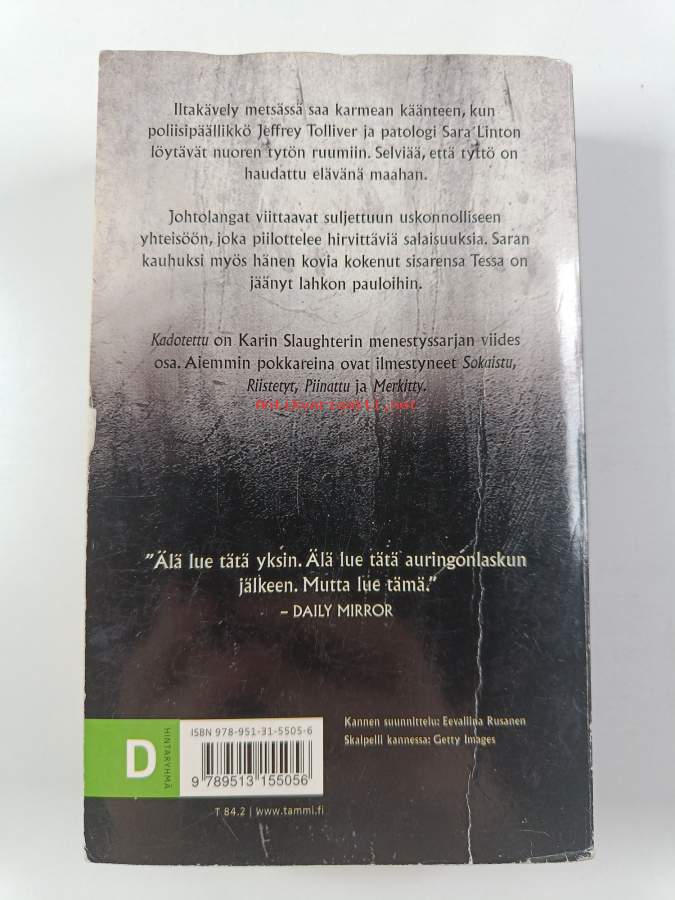 Iltakävely metsässä saa karmean käänteen, kun
poliisipäällikkö Jeffrey Tolliver ja patologi Sara Linton
löytävät nuoren tytön ruumiin. Selviää, että tyttö on
haudattu elävänä maahan.
Johtolangat viittaavat suljettuun uskonnolliseen
yhteisöön, joka piilottelee hirvittäviä salaisuuksia. Saran
kauhuksi myös hänen kovia kokenut sisarensa Tessa on
jäänyt lahkon pauloihin.
Kadotettu on Karin Slaughterin menestyssarjan viides
osa. Aiemmin pokkareina ovat ilmestyneet Sokaistu,
Riistetyt, Piinattu ja Merkitty.
Antikvariaatti.net
”Älä lue tätä yksin. Älä lue tätä auringonlaskun
jälkeen. Mutta lue tämä.”
– DAILY MIRROR
Kannen suunnittelu: Eevaliina Rusanen
Skalpelli kannessa: Getty Images
D
HINTARYHMÄ
ISBN 978-951-31-5505-6
9 789513 155056
T 84.2 | www.tammi.fi